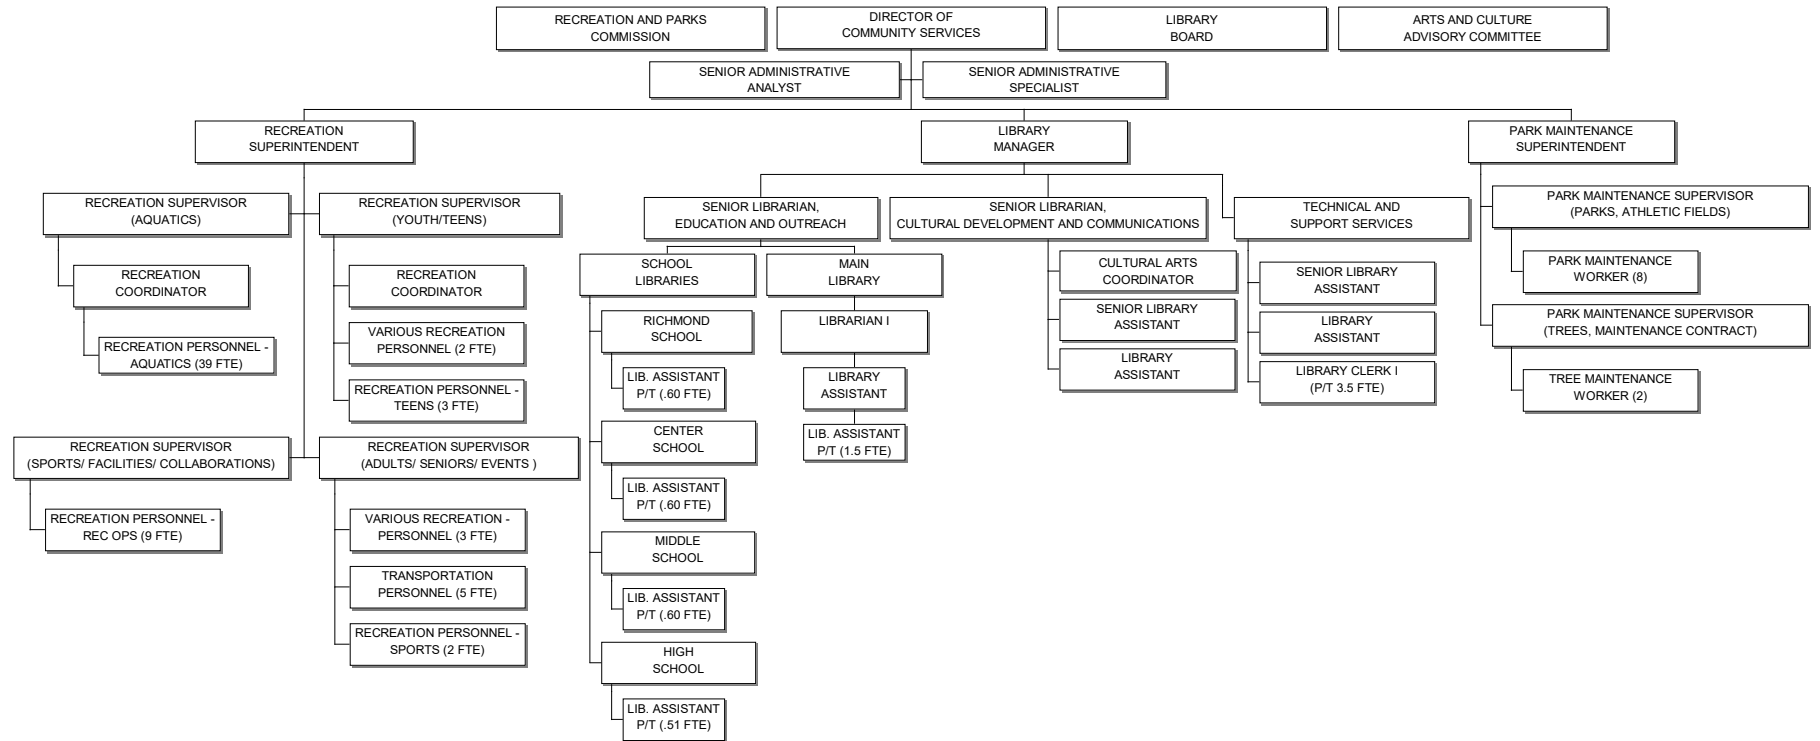 RECREATION AND PARKS
COMMISSION
DIRECTOR OF
COMMUNITY SERVICES
LIBRARY
BOARD
ARTS AND CULTURE
ADVISORY COMMITTEE
SENIOR ADMINISTRATIVE
ANALYST
SENIOR ADMINISTRATIVE
SPECIALIST
RECREATION
SUPERINTENDENT
LIBRARY
MANAGER
PARK MAINTENANCE
SUPERINTENDENT
RECREATION SUPERVISOR
(AQUATICS)
RECREATION
COORDINATOR
RECREATION PERSONNEL -
AQUATICS (39 FTE)
RECREATION SUPERVISOR
(YOUTH/TEENS)
RECREATION
COORDINATOR
VARIOUS RECREATION
PERSONNEL (2 FTE)
RECREATION PERSONNEL -
TEENS (3 FTE)
RECREATION SUPERVISOR
(SPORTS/ FACILITIES/ COLLABORATIONS)
RECREATION PERSONNEL -
REC OPS (9 FTE)
RECREATION SUPERVISOR
(ADULTS/ SENIORS/ EVENTS )
VARIOUS RECREATION -
PERSONNEL (3 FTE)
TRANSPORTATION
PERSONNEL (5 FTE)
RECREATION PERSONNEL -
SPORTS (2 FTE)
SENIOR LIBRARIAN,
EDUCATION AND OUTREACH
SCHOOL
LIBRARIES
RICHMOND
SCHOOL
LIB. ASSISTANT
P/T (.60 FTE)
CENTER
SCHOOL
LIB. ASSISTANT
P/T (.60 FTE)
MIDDLE
SCHOOL
LIB. ASSISTANT
P/T (.60 FTE)
HIGH
SCHOOL
LIB. ASSISTANT
P/T (.51 FTE)
MAIN
LIBRARY
LIBRARIAN I
LIBRARY
ASSISTANT
LIB. ASSISTANT
P/T (1.5 FTE)
SENIOR LIBRARIAN,
CULTURAL DEVELOPMENT AND COMMUNICATIONS
CULTURAL ARTS
COORDINATOR
SENIOR LIBRARY
ASSISTANT
LIBRARY
ASSISTANT
TECHNICAL AND
SUPPORT SERVICES
SENIOR LIBRARY
ASSISTANT
LIBRARY
ASSISTANT
LIBRARY CLERK I
(P/T 3.5 FTE)
PARK MAINTENANCE SUPERVISOR
(PARKS, ATHLETIC FIELDS)
PARK MAINTENANCE
WORKER (8)
PARK MAINTENANCE SUPERVISOR
(TREES, MAINTENANCE CONTRACT)
TREE MAINTENANCE
WORKER (2)